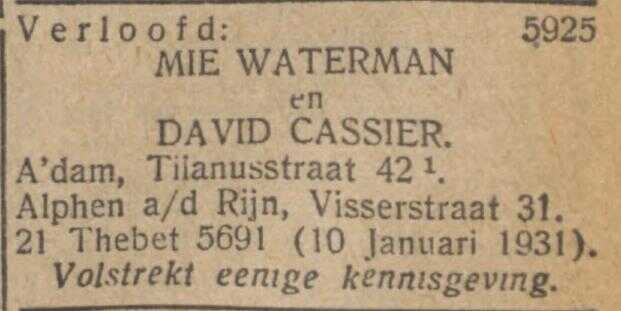 Verloofd: 5925
MIE WATERMAN
en
DAVID CASSIER.
A'dam, Tilanusstraat 42 ¹.
Alphen a/d Rijn, Visserstraat 31.
21 Thebet 5691 (10 Januari 1931).
Volstrekt eenige kennisgeving.